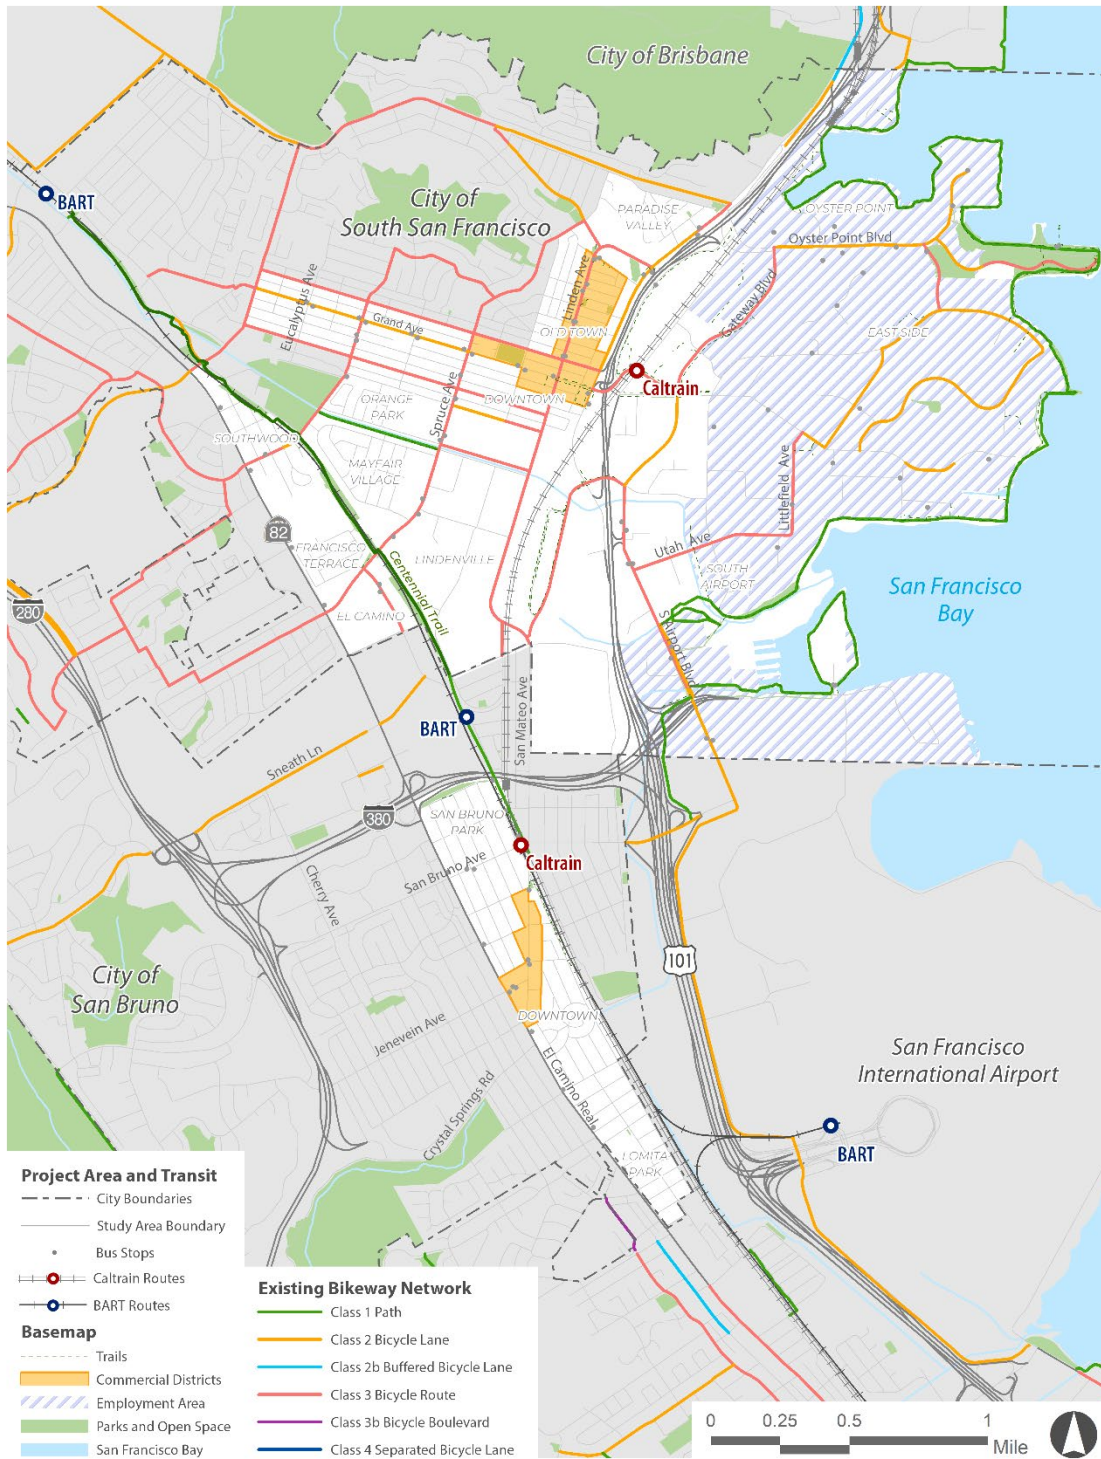 City of Brisbane
BART
City of
South San Francisco
PARADISE
VALLEY
OYSTER POINT
Oyster Point Blvd
Eucalyptus Ave
Linden Ave
Gateway Blvd
Grand Ave
OLD TOWN
EAST SIDE
Caltrain
ORANGE
PARK
Spruce Ave
DOWNTOWN
SOUTHWOOD
MAYFAIR
VILLAGE
Littlefield Ave
82
FRANCISCO
TERRACE
Centennial Trail
LINDENVILLE
Utah Ave
SOUTH
AIRPORT
San Francisco
Bay
280
EL CAMINO
S Airport Blvd
BART
San Mateo Ave
Sneath Ln
380
SAN BRUNO
PARK
Caltrain
San Bruno Ave
Cherry Ave
City of
San Bruno
101
DOWNTOWN
Jenevein Ave
El Camino Real
San Francisco
International Airport
Crystal Springs Rd
BART
LOMITA
PARK
Project Area and Transit
City Boundaries
Study Area Boundary
Bus Stops
Caltrain Routes
BART Routes
Basemap
Trails
Commercial Districts
Employment Area
Parks and Open Space
San Francisco Bay
Existing Bikeway Network
Class 1 Path
Class 2 Bicycle Lane
Class 2b Buffered Bicycle Lane
Class 3 Bicycle Route
Class 3b Bicycle Boulevard
Class 4 Separated Bicycle Lane
0 0.25 0.5 1
Mile